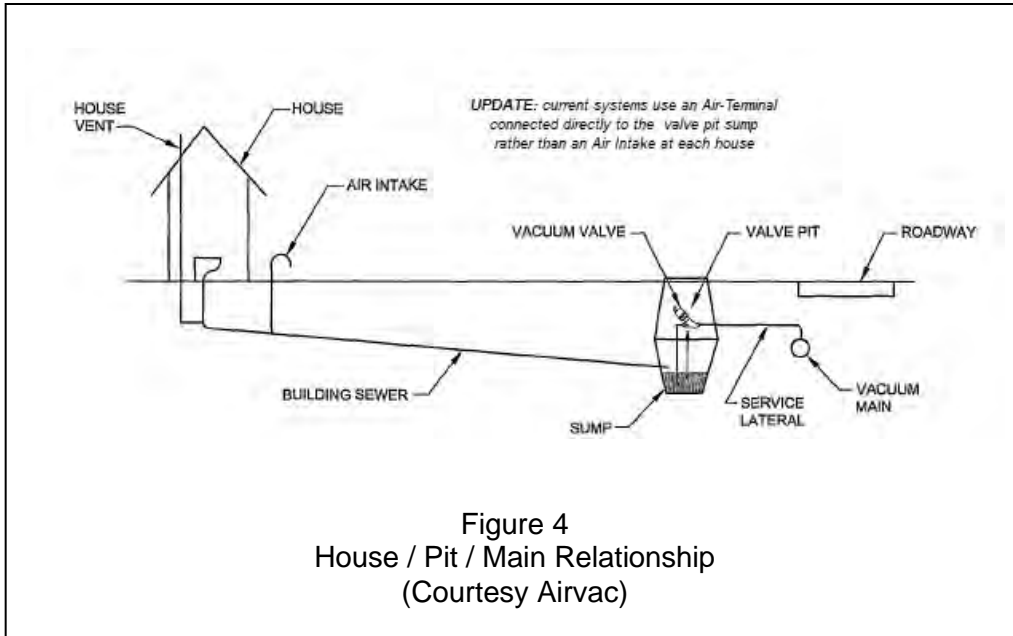 HOUSE
VENT
HOUSE
UPDATE: current systems use an Air-Terminal
connected directly to the valve pit sump
rather than an Air Intake at each house
AIR INTAKE
VACUUM VALVE
VALVE PIT
ROADWAY
BUILDING SEWER
SUMP
SERVICE
LATERAL
VACUUM
MAIN
Figure 4
House / Pit / Main Relationship
(Courtesy Airvac)